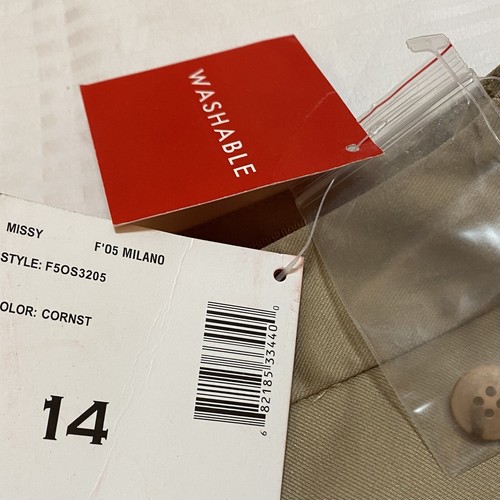 WASHABLE
MISSY
F'05 MILANO
STYLE: F5OS3205
OLOR: CORNST
14
6 82185 33440 0